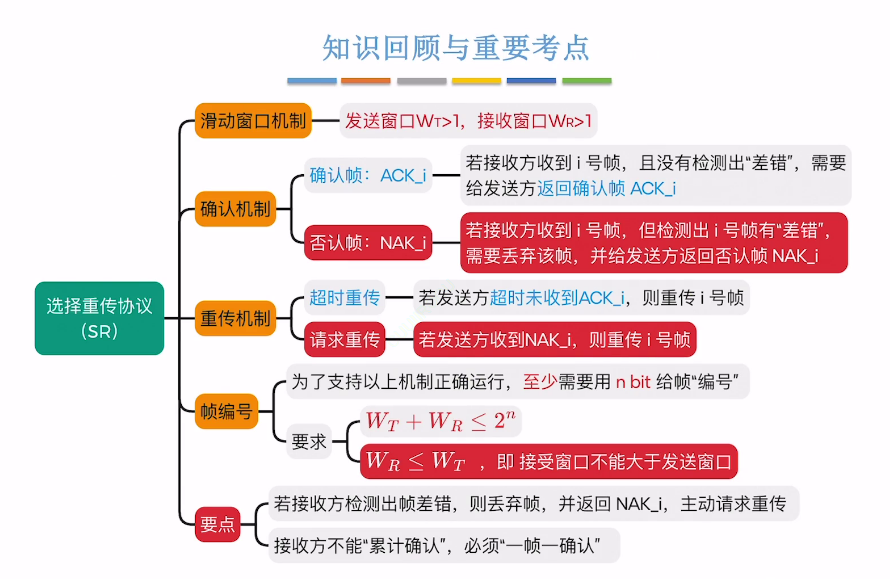 知识回顾与重要考点
滑动窗口机制
发送窗口WT>1，接收窗口WR>1
确认机制
确认帧：ACK_i
若接收方收到 i 号帧，且没有检测出“差错”，需要
给发送方返回确认帧 ACK_i
否认帧：NAK_i
若接收方收到 i 号帧，但检测出 i 号帧有“差错”，
需要丢弃该帧，并给发送方返回否认帧 NAK_i
选择重传协议
（SR）
重传机制
超时重传
若发送方超时未收到ACK_i，则重传 i 号帧
请求重传
若发送方收到NAK_i，则重传 i 号帧
帧编号
为了支持以上机制正确运行，至少需要用 n bit 给帧“编号”
要求
W_T + W_R ≤ 2^n
W_R ≤ W_T ，即 接受窗口不能大于发送窗口
要点
若接收方检测出帧差错，则丢弃帧，并返回 NAK_i，主动请求重传
接收方不能“累计确认”，必须“一帧一确认”